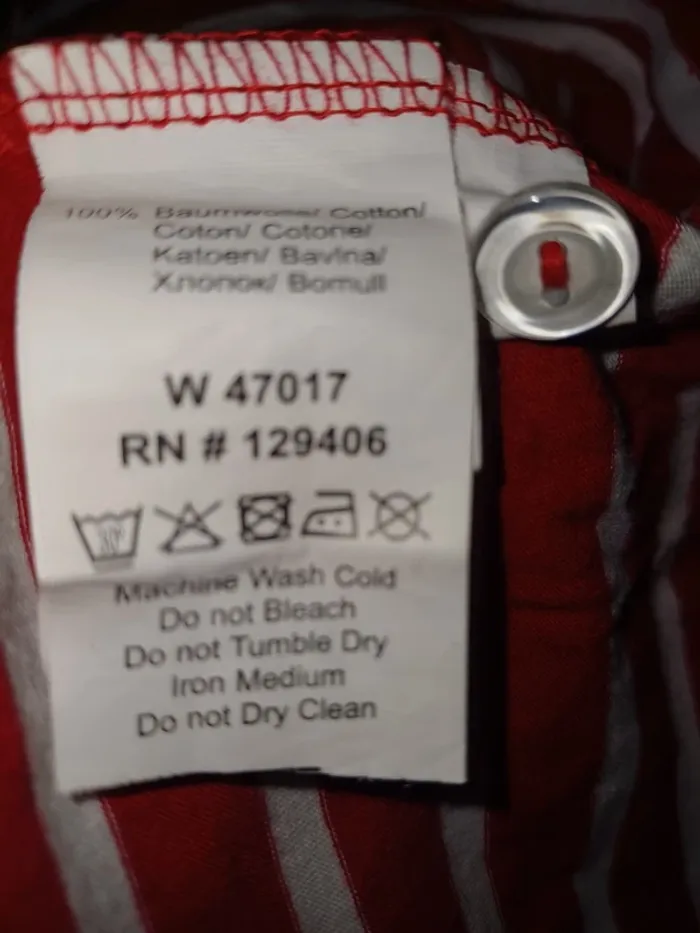 100% Baumwolle/ Cotton/
Coton/ Cotone/
Katoen/ Bavlna/
Хлопок/ Bomull
W 47017
RN # 129406
Machine Wash Cold
Do not Bleach
Do not Tumble Dry
Iron Medium
Do not Dry Clean